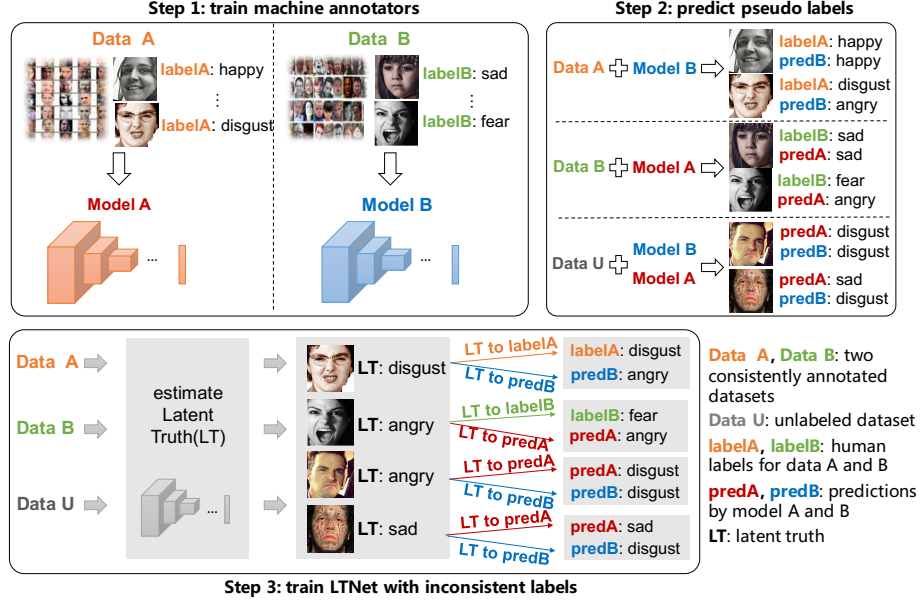 Step 1: train machine annotators
Data A
labelA: happy
⋮
labelA: disgust
Model A
...
Data B
labelB: sad
⋮
labelB: fear
Model B
...
Step 2: predict pseudo labels
Data A + Model B
labelA: happy
predB: happy
labelA: disgust
predB: angry
Data B + Model A
labelB: sad
predA: sad
labelB: fear
predA: angry
Data U + Model B
Model A
predA: disgust
predB: disgust
predA: sad
predB: disgust
Data A
Data B
Data U
estimate
Latent
Truth(LT)
...
LT: disgust
LT to labelA
LT to predB
labelA: disgust
predB: angry
LT: angry
LT to labelB
LT to predA
labelB: fear
predA: angry
LT: angry
LT to predA
LT to predB
predA: disgust
predB: disgust
LT: sad
LT to predA
LT to predB
predA: sad
predB: disgust
Step 3: train LTNet with inconsistent labels
Data A, Data B: two
consistently annotated
datasets
Data U: unlabeled dataset
labelA, labelB: human
labels for data A and B
predA, predB: predictions
by model A and B
LT: latent truth